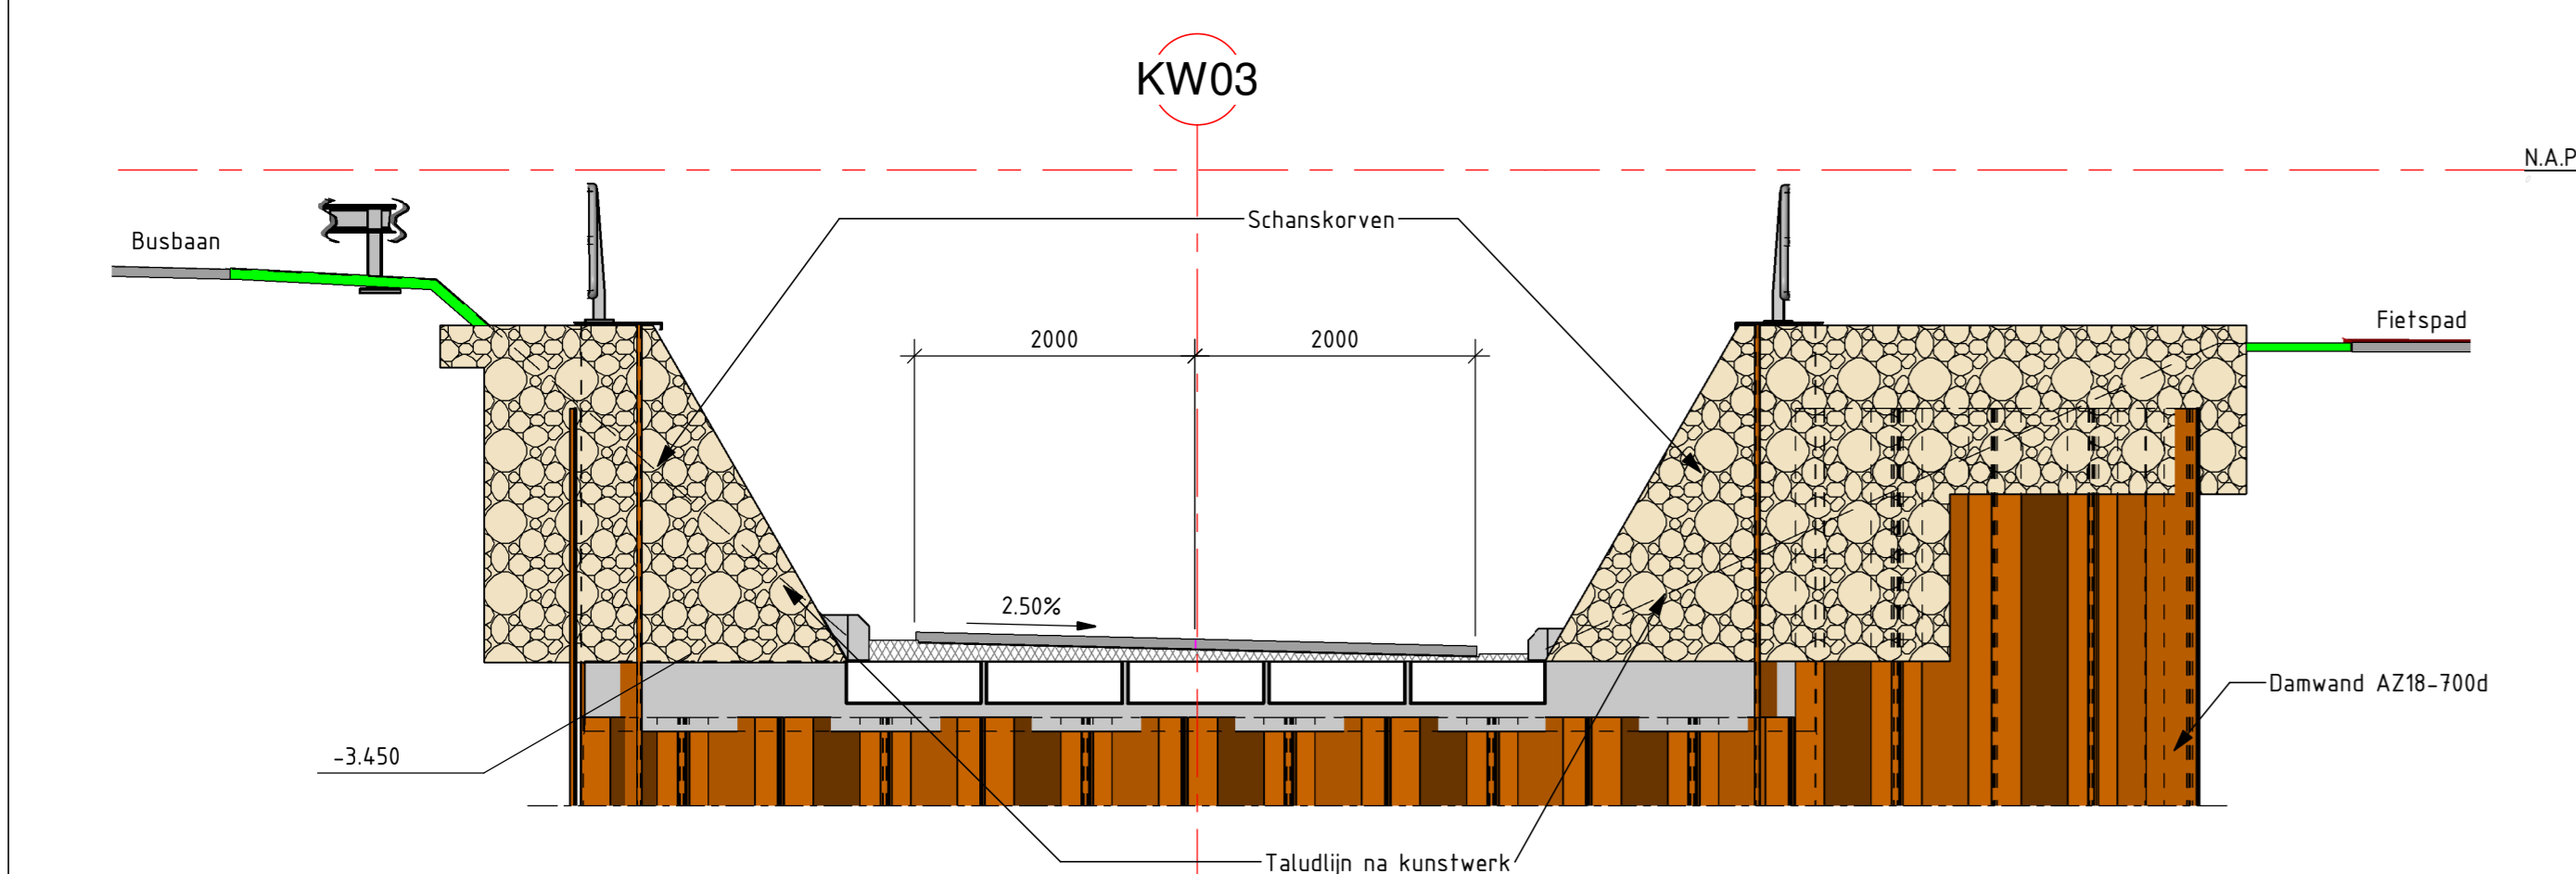 KW03
N.A.P
Schanskorven
Busbaan
Fietspad
2000
2000
2.50%
Damwand AZ18-700d
-3.450
Taludlijn na kunstwerk